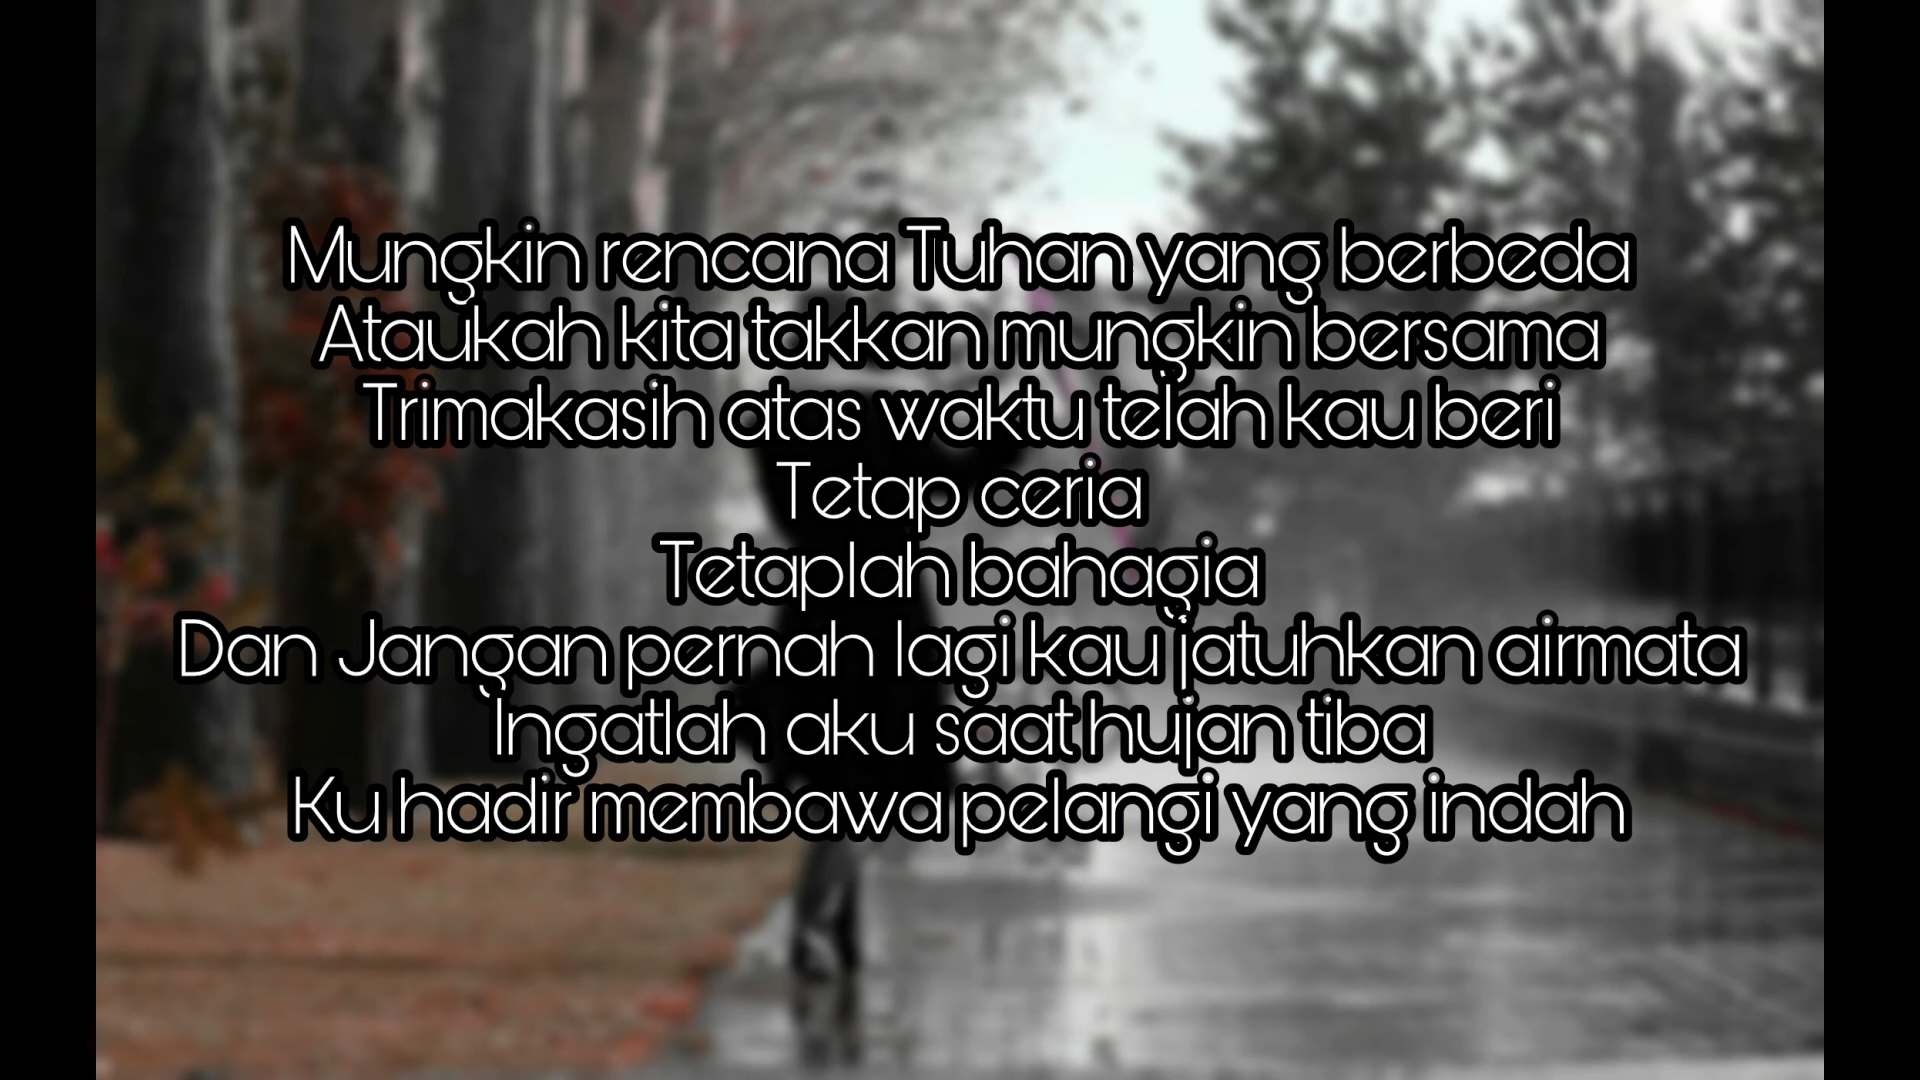 Mungkin rencana Tuhan yang berbeda
Ataukah kita takkan mungkin bersama
Trimakasih atas waktu telah kau beri
Tetap ceria
Tetaplah bahagia
Dan Jangan pernah lagi kau jatuhkan airmata
Ingatlah aku saat hujan tiba
Ku hadir membawa pelangi yang indah